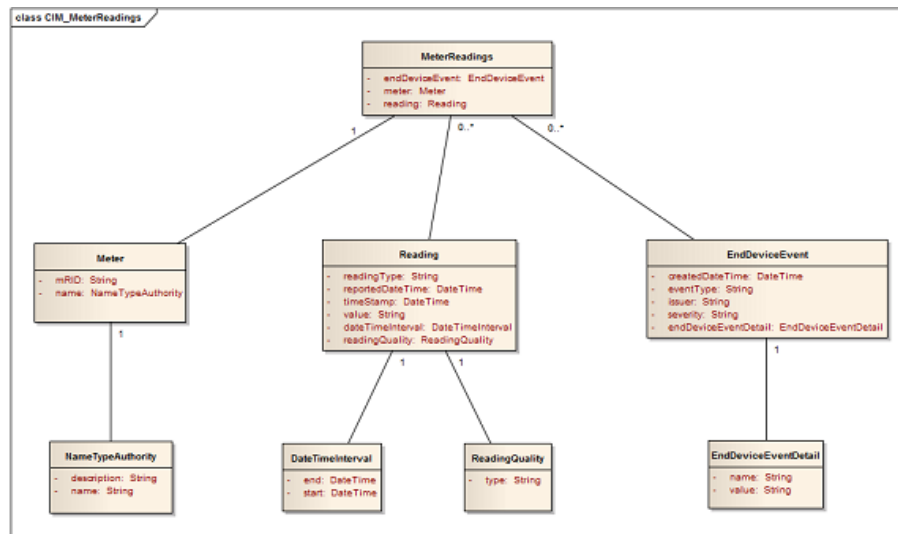 class CIM_MeterReadings
MeterReadings
- endDeviceEvent: EndDeviceEvent
- meter: Meter
- reading: Reading
1
0..*
0..*
Meter
- mRID: String
- name: NameTypeAuthority
Reading
- readingType: String
- reportedDateTime: DateTime
- timeStamp: DateTime
- value: String
- dateTimeInterval: DateTimeInterval
- readingQuality: ReadingQuality
EndDeviceEvent
- createdDateTime: DateTime
- eventType: String
- issuer: String
- severity: String
- endDeviceEventDetail: EndDeviceEventDetail
1
1
1
1
NameTypeAuthority
- description: String
- name: String
DateTimeInterval
- end: DateTime
- start: DateTime
ReadingQuality
- type: String
EndDeviceEventDetail
- name: String
- value: String